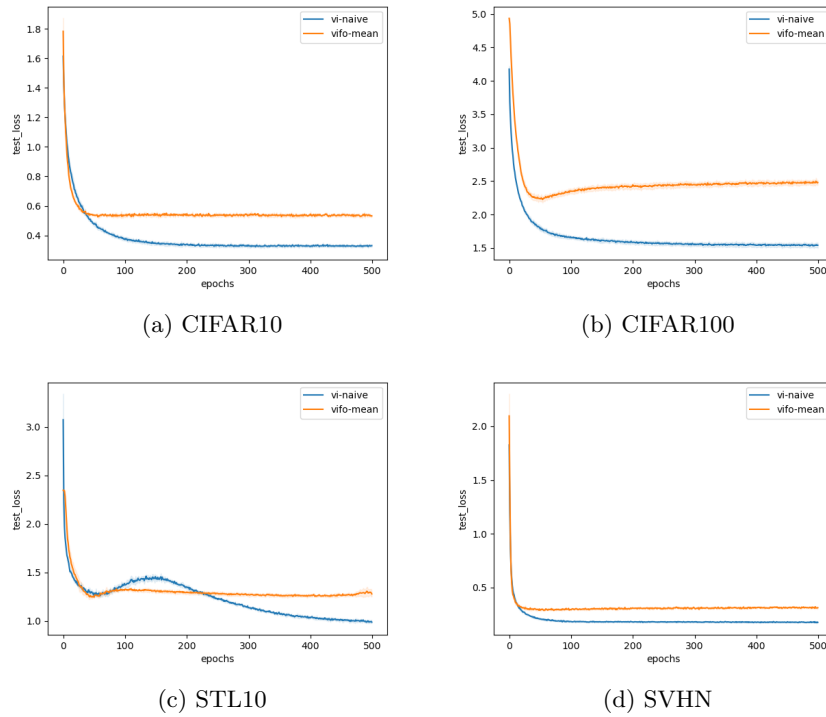 vi-naive
vifo-mean
1.8
1.6
1.4
1.2
1.0
0.8
0.6
0.4
test_loss
0
100
200
300
400
500
epochs
(a) CIFAR10
vi-naive
vifo-mean
5.0
4.5
4.0
3.5
3.0
2.5
2.0
1.5
test_loss
0
100
200
300
400
500
epochs
(b) CIFAR100
vi-naive
vifo-mean
3.0
2.5
2.0
1.5
1.0
test_loss
0
100
200
300
400
500
epochs
(c) STL10
vi-naive
vifo-mean
2.0
1.5
1.0
0.5
test_loss
0
100
200
300
400
500
epochs
(d) SVHN